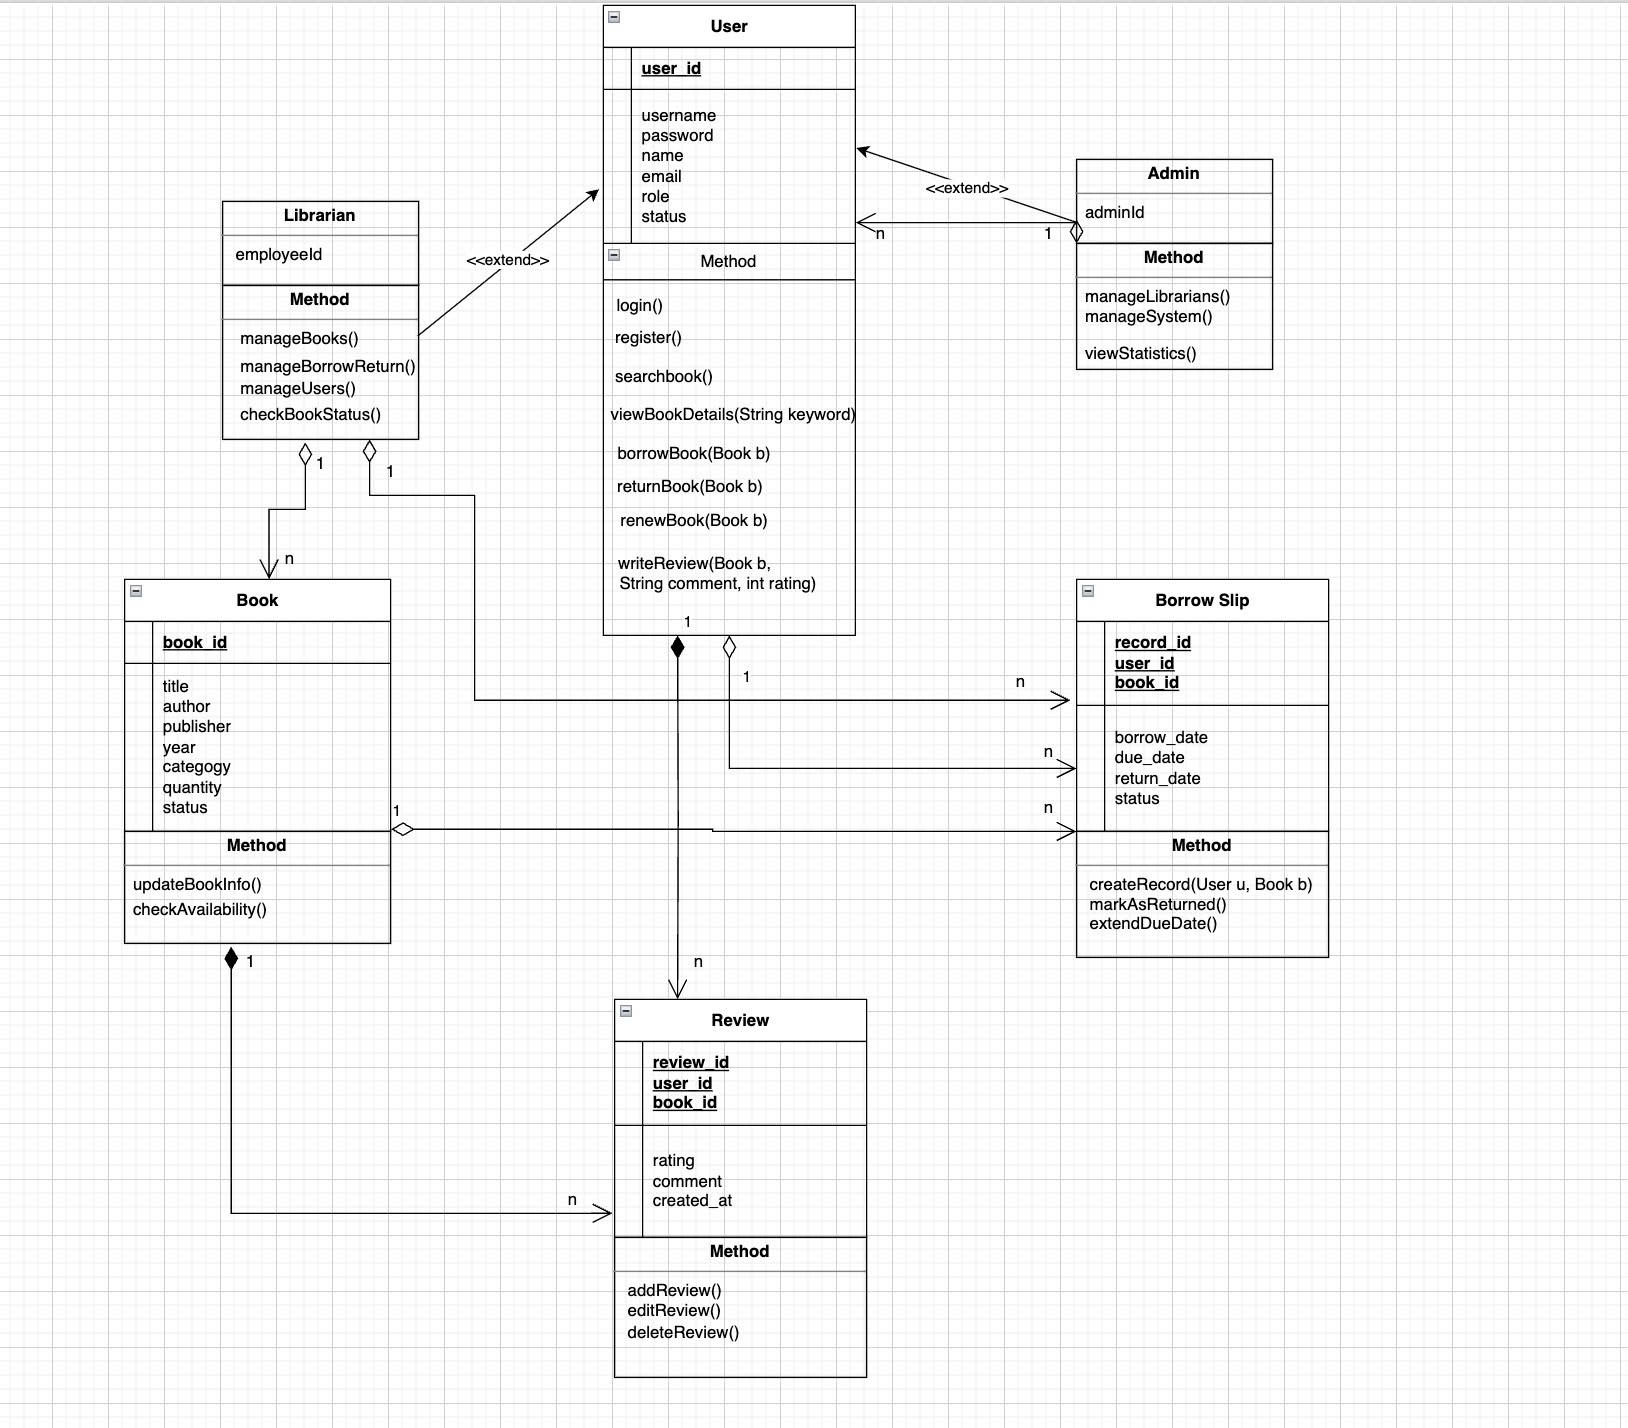 User
user_id
username
password
name
email
role
status
Method
login()
register()
searchbook()
viewBookDetails(String keyword)
borrowBook(Book b)
returnBook(Book b)
renewBook(Book b)
writeReview(Book b,
String comment, int rating)
1
1
<<extend>>
n
1
Admin
adminId
Method
manageLibrarians()
manageSystem()
viewStatistics()
Librarian
employeeId
Method
manageBooks()
manageBorrowReturn()
manageUsers()
checkBookStatus()
<<extend>>
1
1
n
Book
book_id
title
author
publisher
year
categogy
quantity
status
Method
updateBookInfo()
checkAvailability()
1
1
n
n
n
Borrow Slip
record_id
user_id
book_id
borrow_date
due_date
return_date
status
Method
createRecord(User u, Book b)
markAsReturned()
extendDueDate()
n
n
Review
review_id
user_id
book_id
rating
comment
created_at
Method
addReview()
editReview()
deleteReview()